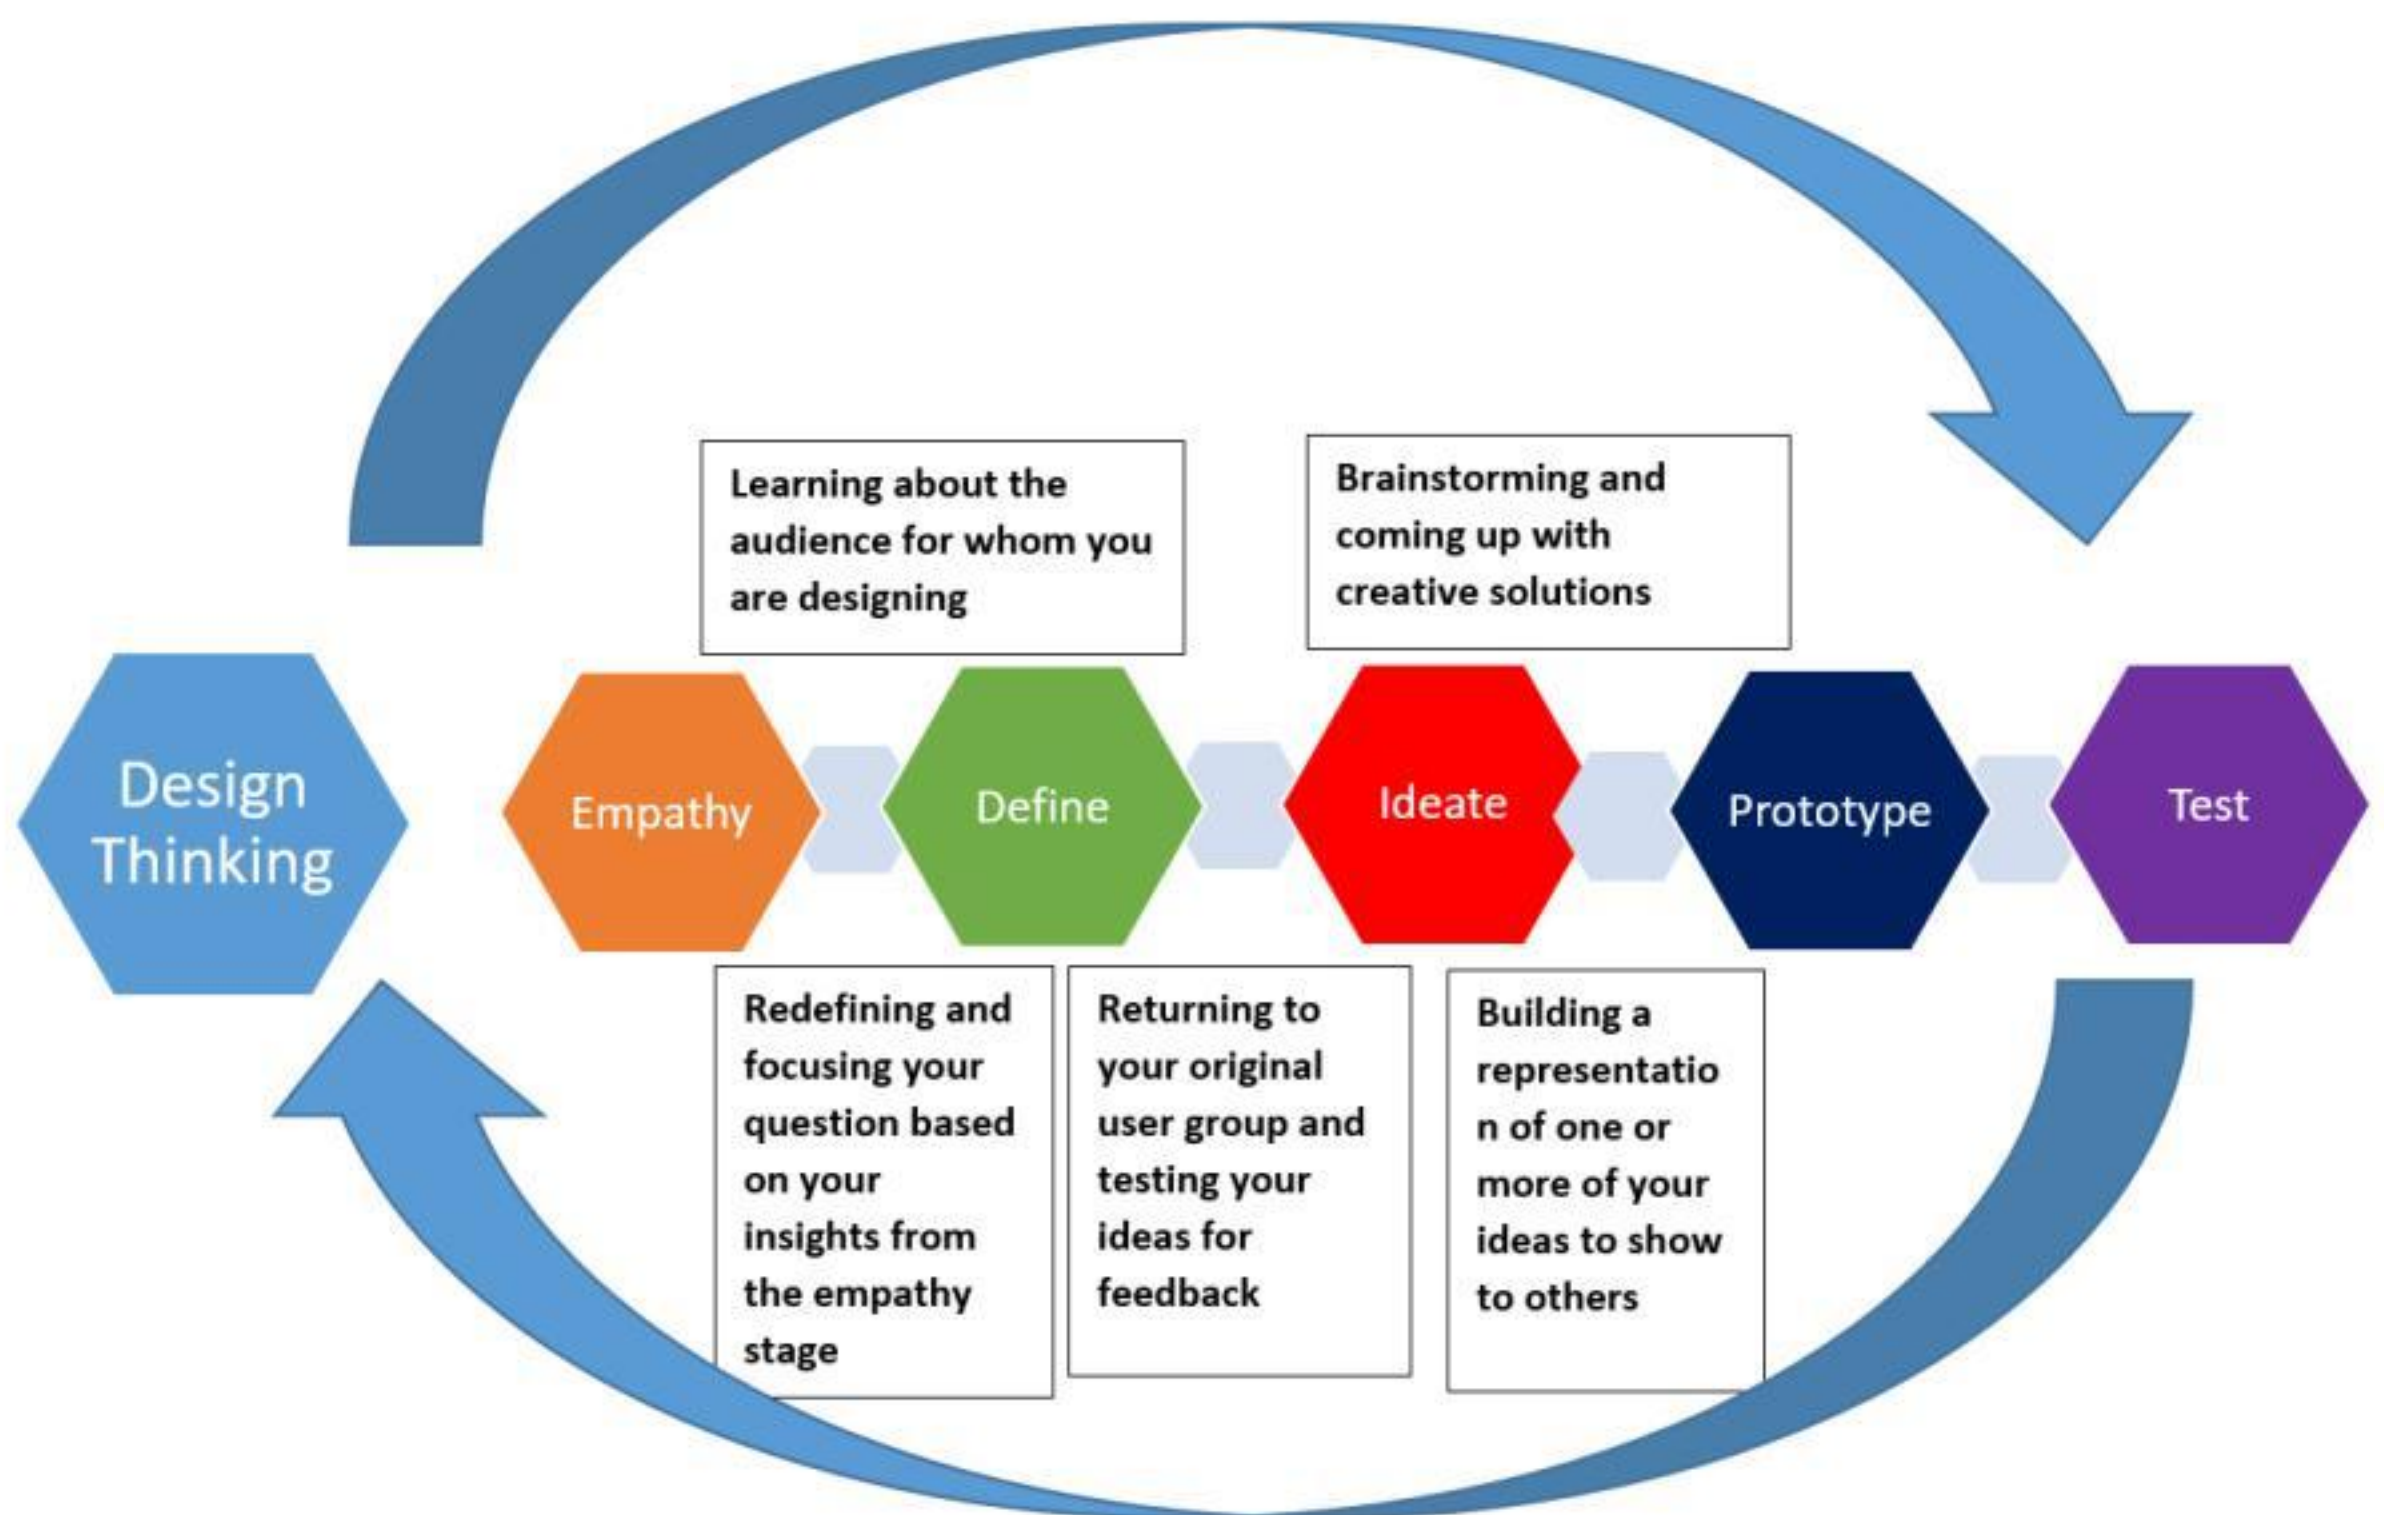 Learning about the
audience for whom you
are designing
Brainstorming and
coming up with
creative solutions
Design
Thinking
Empathy
Define
Ideate
Prototype
Test
Redefining and
focusing your
question based
on your
insights from
the empathy
stage
Returning to
your original
user group and
testing your
ideas for
feedback
Building a
representatio
n of one or
more of your
ideas to show
to others